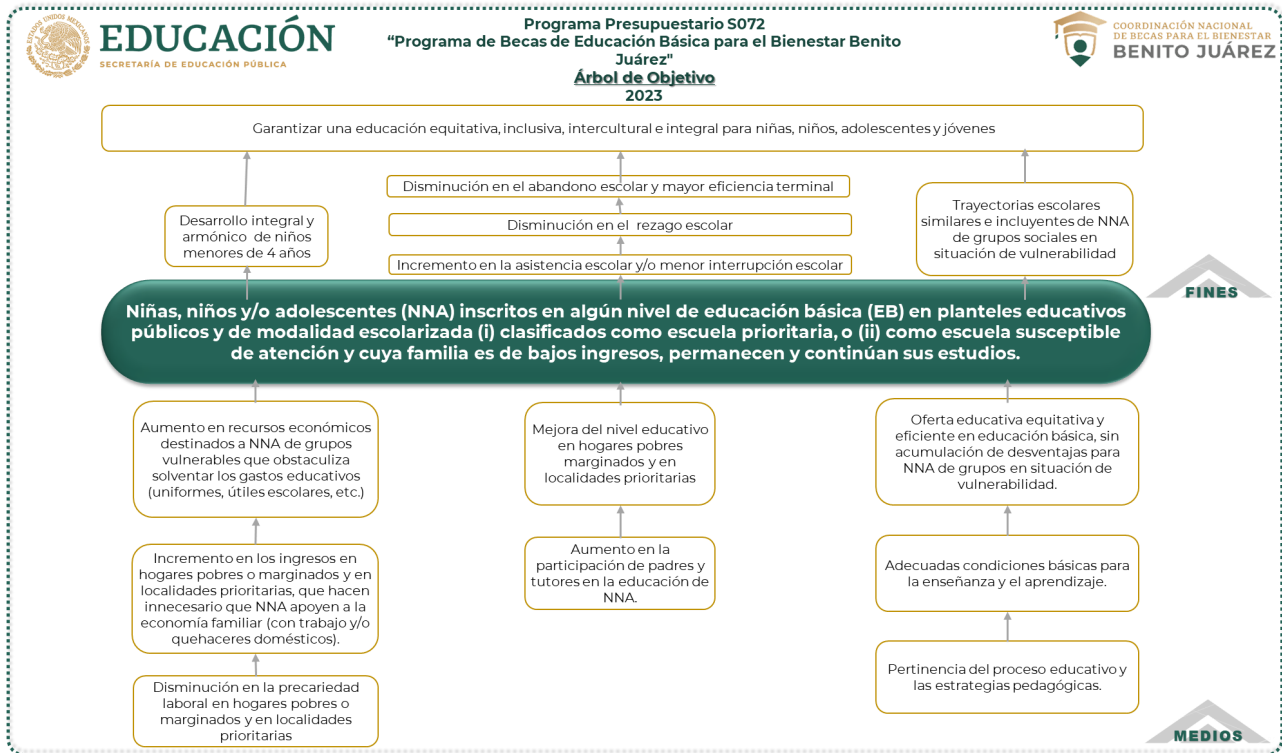 ESTADOS UNIDOS MEXICANOS
EDUCACIÓN
SECRETARÍA DE EDUCACIÓN PÚBLICA
Programa Presupuestario S072
“Programa de Becas de Educación Básica para el Bienestar Benito
Juárez"
Árbol de Objetivo
2023
COORDINACIÓN NACIONAL
DE BECAS PARA EL BIENESTAR
BENITO JUÁREZ
Garantizar una educación equitativa, inclusiva, intercultural e integral para niñas, niños, adolescentes y jóvenes
Desarrollo integral y
armónico de niños
menores de 4 años
Disminución en el abandono escolar y mayor eficiencia terminal
Disminución en el rezago escolar
Incremento en la asistencia escolar y/o menor interrupción escolar
Trayectorias escolares
similares e incluyentes de NNA
de grupos sociales en
situación de vulnerabilidad
FINES
Niñas, niños y/o adolescentes (NNA) inscritos en algún nivel de educación básica (EB) en planteles educativos
públicos y de modalidad escolarizada (i) clasificados como escuela prioritaria, o (ii) como escuela susceptible
de atención y cuya familia es de bajos ingresos, permanecen y continúan sus estudios.
Aumento en recursos económicos
destinados a NNA de grupos
vulnerables que obstaculiza
solventar los gastos educativos
(uniformes, útiles escolares, etc.)
Incremento en los ingresos en
hogares pobres o marginados y en
localidades prioritarias, que hacen
innecesario que NNA apoyen a la
economía familiar (con trabajo y/o
quehaceres domésticos).
Disminución en la precariedad
laboral en hogares pobres o
marginados y en localidades
prioritarias
Mejora del nivel educativo
en hogares pobres
marginados y en
localidades prioritarias
Aumento en la
participación de padres y
tutores en la educación de
NNA.
Oferta educativa equitativa y
eficiente en educación básica, sin
acumulación de desventajas para
NNA de grupos en situación de
vulnerabilidad.
Adecuadas condiciones básicas para
la enseñanza y el aprendizaje.
Pertinencia del proceso educativo y
las estrategias pedagógicas.
MEDIOS